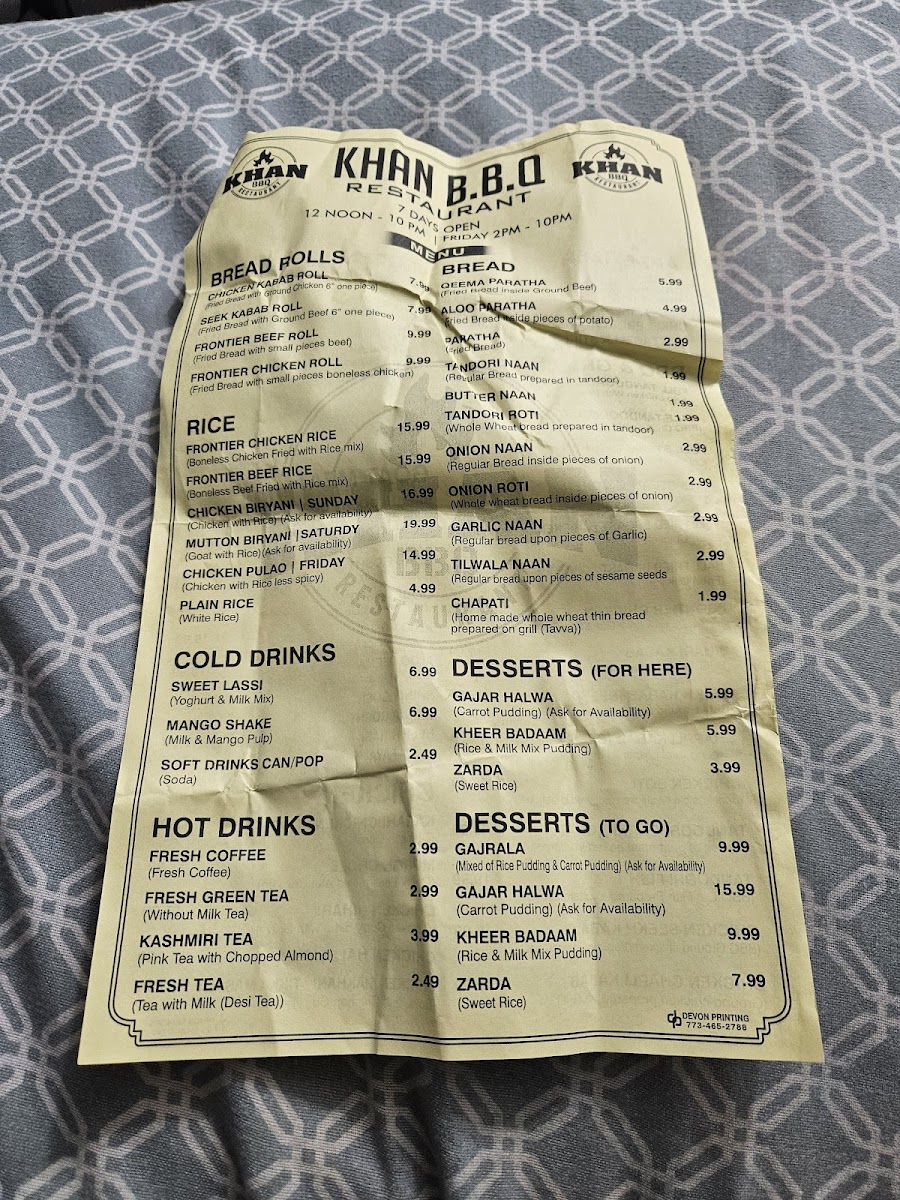 KHAN
BBQ
RESTAURANT
KHAN B.B.Q
RESTAURANT
KHAN
BBQ
RESTAURANT
7 DAYS OPEN
12 NOON - 10 PM | FRIDAY 2PM - 10PM
MENU
BREAD ROLLS
CHICKEN KABAB ROLL 7.99
(Fried Bread with Ground Chicken 6" one piece)
SEEK KABAB ROLL 7.99
(Fried Bread with Ground Beef 6" one piece)
FRONTIER BEEF ROLL 9.99
(Fried Bread with small pieces beef)
FRONTIER CHICKEN ROLL 9.99
(Fried Bread with small pieces boneless chicken)
RICE
FRONTIER CHICKEN RICE 15.99
(Boneless Chicken Fried with Rice mix)
FRONTIER BEEF RICE 15.99
(Boneless Beef Fried with Rice mix)
CHICKEN BIRYANI | SUNDAY 16.99
(Chicken with Rice) (Ask for availability)
MUTTON BIRYANI | SATURDY 19.99
(Goat with Rice) (Ask for availability)
CHICKEN PULAO | FRIDAY 14.99
(Chicken with Rice less spicy)
PLAIN RICE 4.99
(White Rice)
COLD DRINKS
SWEET LASSI 6.99
(Yoghurt & Milk Mix)
MANGO SHAKE 6.99
(Milk & Mango Pulp)
SOFT DRINKS CAN/POP 2.49
(Soda)
HOT DRINKS
FRESH COFFEE 2.99
(Fresh Coffee)
FRESH GREEN TEA 2.99
(Without Milk Tea)
KASHMIRI TEA 3.99
(Pink Tea with Chopped Almond)
FRESH TEA 2.49
(Tea with Milk (Desi Tea))
BREAD
QEEMA PARATHA 5.99
(Fried Bread inside Ground Beef)
ALOO PARATHA 4.99
(Fried Bread inside pieces of potato)
PARATHA 2.99
(Fried Bread)
TANDORI NAAN 1.99
(Regular Bread prepared in tandoor)
BUTTER NAAN 1.99
TANDORI ROTI 1.99
(Whole Wheat bread prepared in tandoor)
ONION NAAN 2.99
(Regular Bread inside pieces of onion)
ONION ROTI 2.99
(Whole wheat bread inside pieces of onion)
GARLIC NAAN 2.99
(Regular bread upon pieces of Garlic)
TILWALA NAAN 2.99
(Regular bread upon pieces of sesame seeds
CHAPATI 1.99
(Home made whole wheat thin bread
prepared on grill (Tavva))
DESSERTS (FOR HERE)
GAJAR HALWA 5.99
(Carrot Pudding) (Ask for Availability)
KHEER BADAAM 5.99
(Rice & Milk Mix Pudding)
ZARDA 3.99
(Sweet Rice)
DESSERTS (TO GO)
GAJRALA 9.99
(Mixed of Rice Pudding & Carrot Pudding) (Ask for Availability)
GAJAR HALWA 15.99
(Carrot Pudding) (Ask for Availability)
KHEER BADAAM 9.99
(Rice & Milk Mix Pudding)
ZARDA 7.99
(Sweet Rice)
DEVON PRINTING
773-465-2788